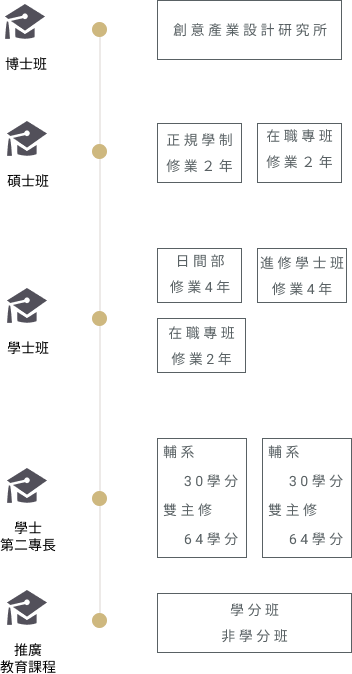 博士班
創意產業設計研究所
碩士班
正規學制
修業2年
在職專班
修業2年
學士班
日間部
修業4年
進修學士班
修業4年
在職專班
修業2年
學士
第二專長
輔系
30學分
雙主修
64學分
輔系
30學分
雙主修
64學分
推廣
教育課程
學分班
非學分班